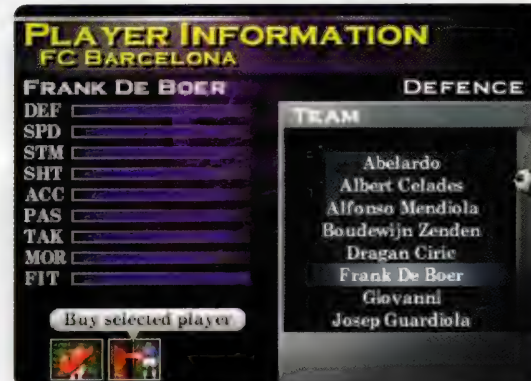 PLAYER INFORMATION
FC BARCELONA
FRANK DE BOER
DEFENCE
DEF
SPD
STM
SHT
ACC
PAS
TAK
MOR
FIT
Buy selected player
TEAM
Abelardo
Albert Celades
Alfonso Mendiola
Boudewijn Zenden
Dragan Ciric
Frank De Boer
Giovanni
Josep Guardiola